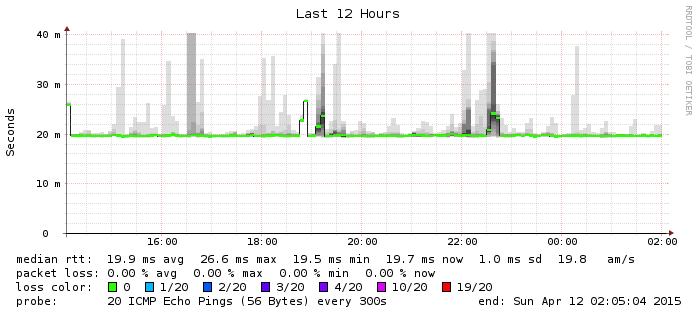 Last 12 Hours
RRDTOOL / TOBI OETIKER
Seconds
40 m
30 m
20 m
10 m
0
16:00 18:00 20:00 22:00 00:00 02:00
median rtt: 19.9 ms avg 26.6 ms max 19.5 ms min 19.7 ms now 1.0 ms sd 19.8 am/s
packet loss: 0.00 % avg 0.00 % max 0.00 % min 0.00 % now
loss color: 0 1/20 2/20 3/20 4/20 10/20 19/20
probe: 20 ICMP Echo Pings (56 Bytes) every 300s end: Sun Apr 12 02:05:04 2015